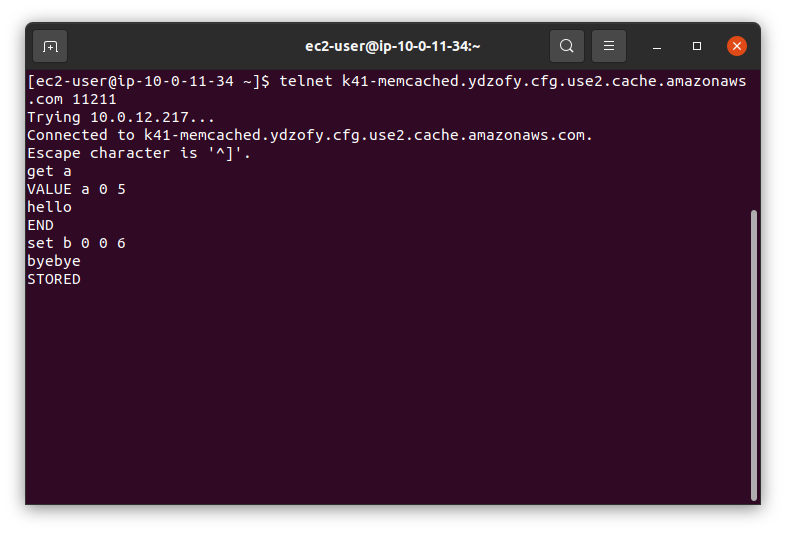 ec2-user@ip-10-0-11-34:~
[ec2-user@ip-10-0-11-34 ~]$ telnet k41-memcached.ydzofy.cfg.use2.cache.amazonaws
.com 11211
Trying 10.0.12.217...
Connected to k41-memcached.ydzofy.cfg.use2.cache.amazonaws.com.
Escape character is '^]'.
get a
VALUE a 0 5
hello
END
set b 0 0 6
byebye
STORED